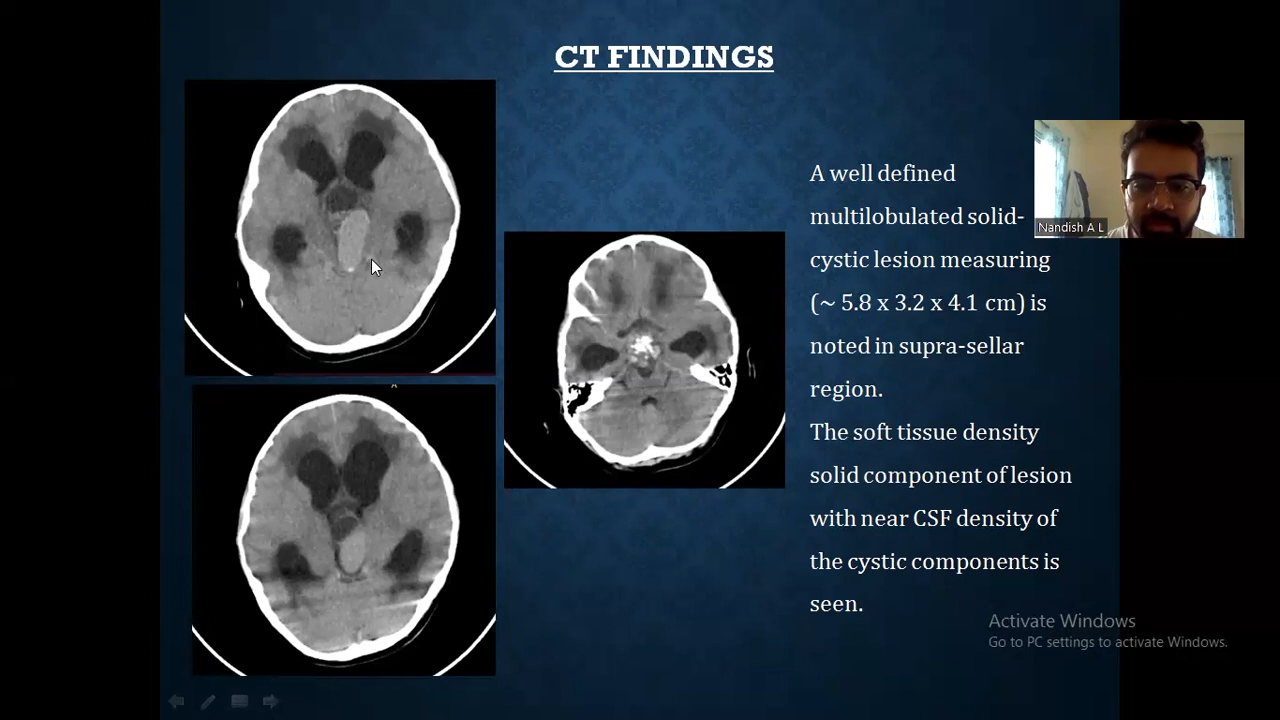 CT FINDINGS
A well defined
multilobulated solid-
cystic lesion measuring
(~ 5.8 x 3.2 x 4.1 cm) is
noted in supra-sellar
region.
The soft tissue density
solid component of lesion
with near CSF density of
the cystic components is
seen.
Nandish A L
A
Activate Windows
Go to PC settings to activate Windows.